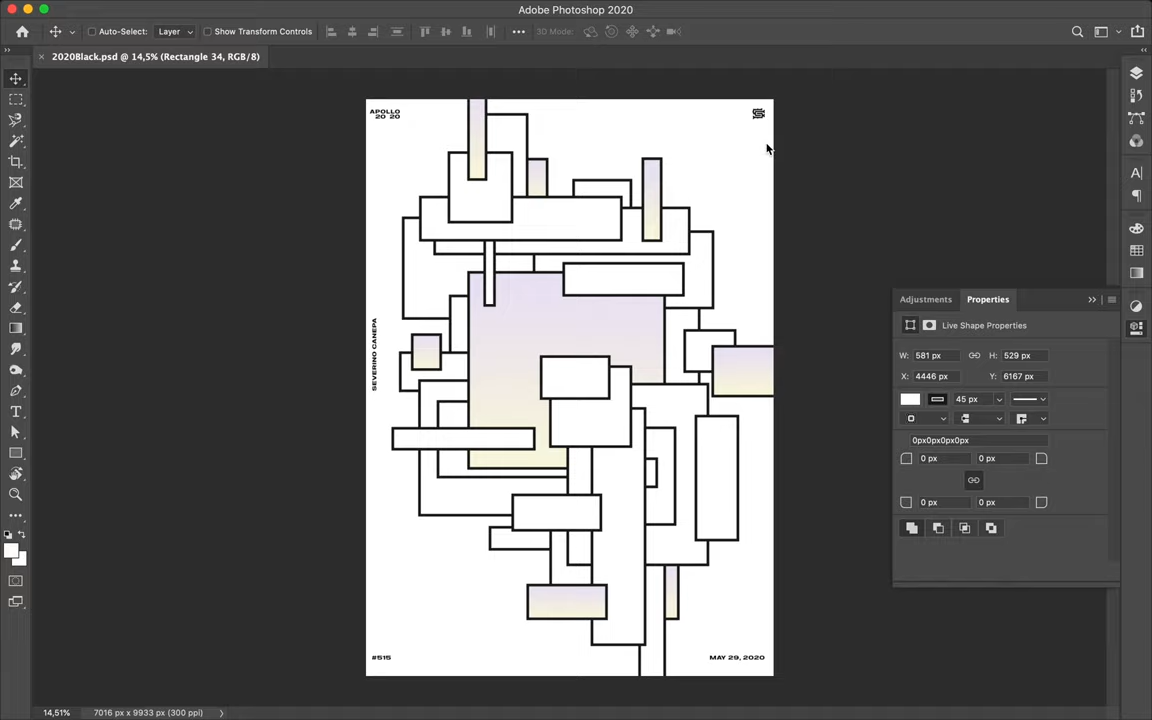 Adobe Photoshop 2020
Auto-Select:
Layer
Show Transform Controls
3D Mode:
2020Black.psd @ 14,5% (Rectangle 34, RGB/8)
APOLLO
20 20
SEVERINO CANEPA
#515
MAY 29, 2020
Adjustments
Properties
Live Shape Properties
W: 581 px
H: 529 px
X: 4446 px
Y: 6167 px
45 px
0px0px0px0px
0 px
0 px
0 px
0 px
14,51%
7016 px x 9933 px (300 ppi)